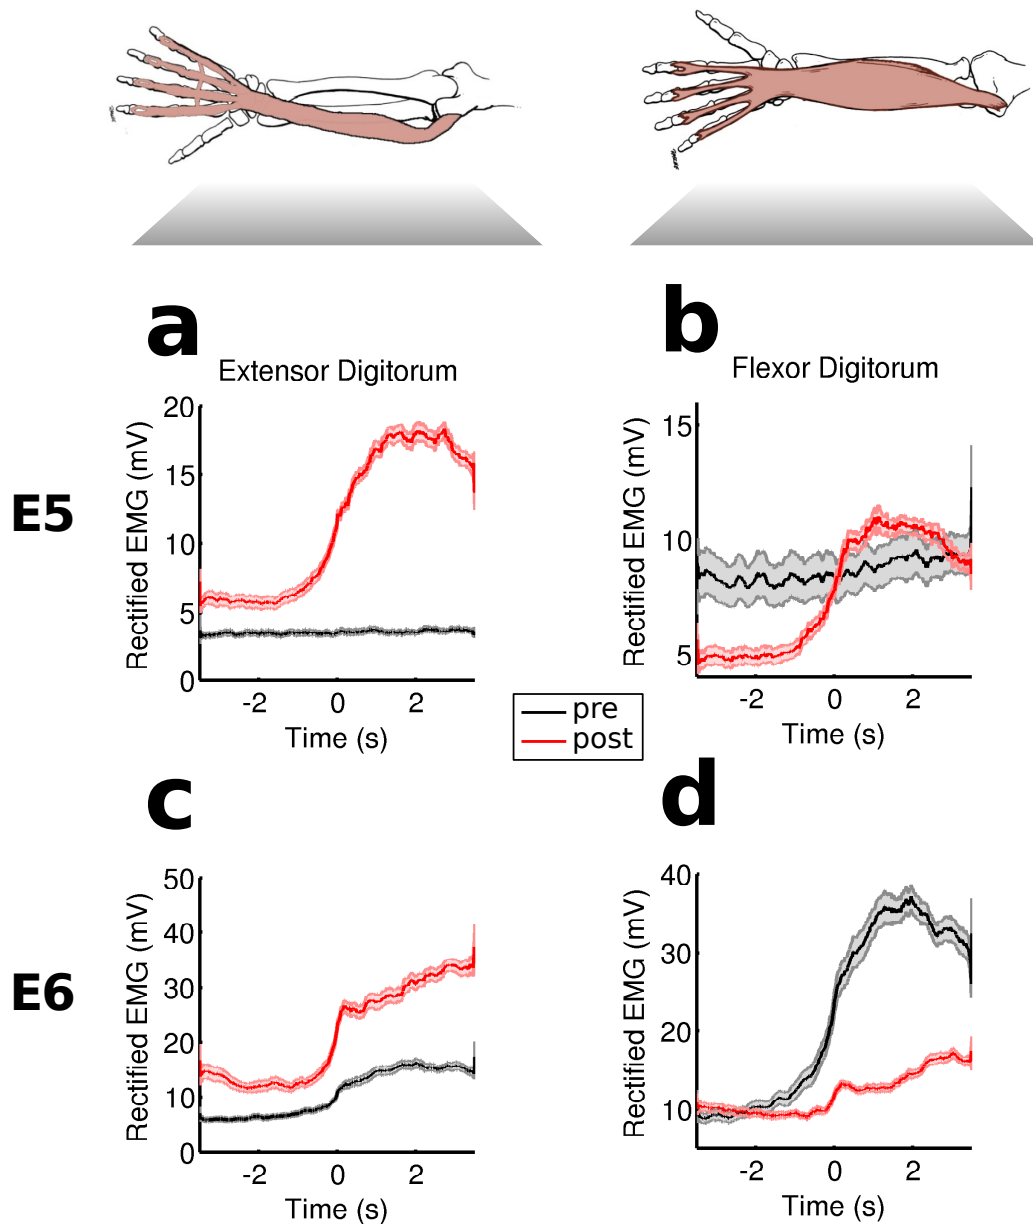 a
b
Extensor Digitorum
Flexor Digitorum
E5
Rectified EMG (mV)
20
15
10
5
0
-2 0 2
Time (s)
Rectified EMG (mV)
15
10
5
-2 0 2
Time (s)
pre
post
c
d
E6
Rectified EMG (mV)
50
40
30
20
10
0
-2 0 2
Time (s)
Rectified EMG (mV)
40
30
20
10
-2 0 2
Time (s)